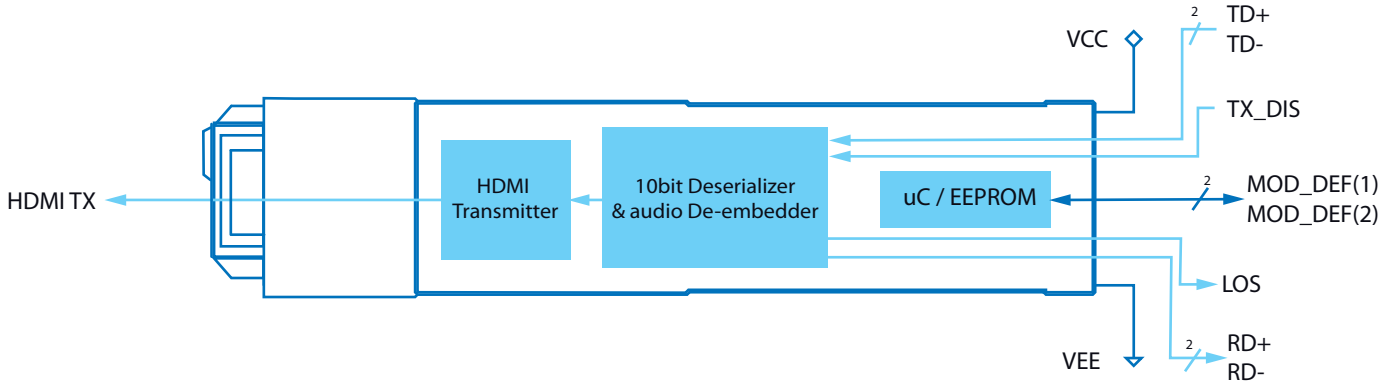 2
TD+
TD-
VCC
TX_DIS
HDMI TX
HDMI
Transmitter
10bit Deserializer
& audio De-embedder
uC / EEPROM
2
MOD_DEF(1)
MOD_DEF(2)
LOS
VEE
2
RD+
RD-